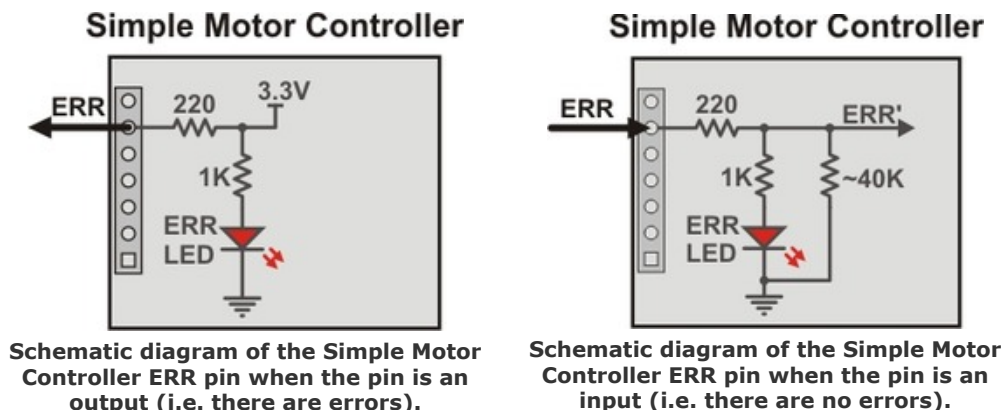 Simple Motor Controller
ERR
220
3.3V
1K
ERR
LED
Schematic diagram of the Simple Motor
Controller ERR pin when the pin is an
output (i.e. there are errors).
Simple Motor Controller
ERR
220
ERR'
1K
~40K
ERR
LED
Schematic diagram of the Simple Motor
Controller ERR pin when the pin is an
input (i.e. there are no errors).